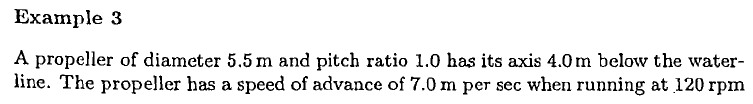 Example 3
A propeller of diameter 5.5 m and pitch ratio 1.0 has its axis 4.0 m below the water-
line. The propeller has a speed of advance of 7.0 m per sec when running at 120 rpm